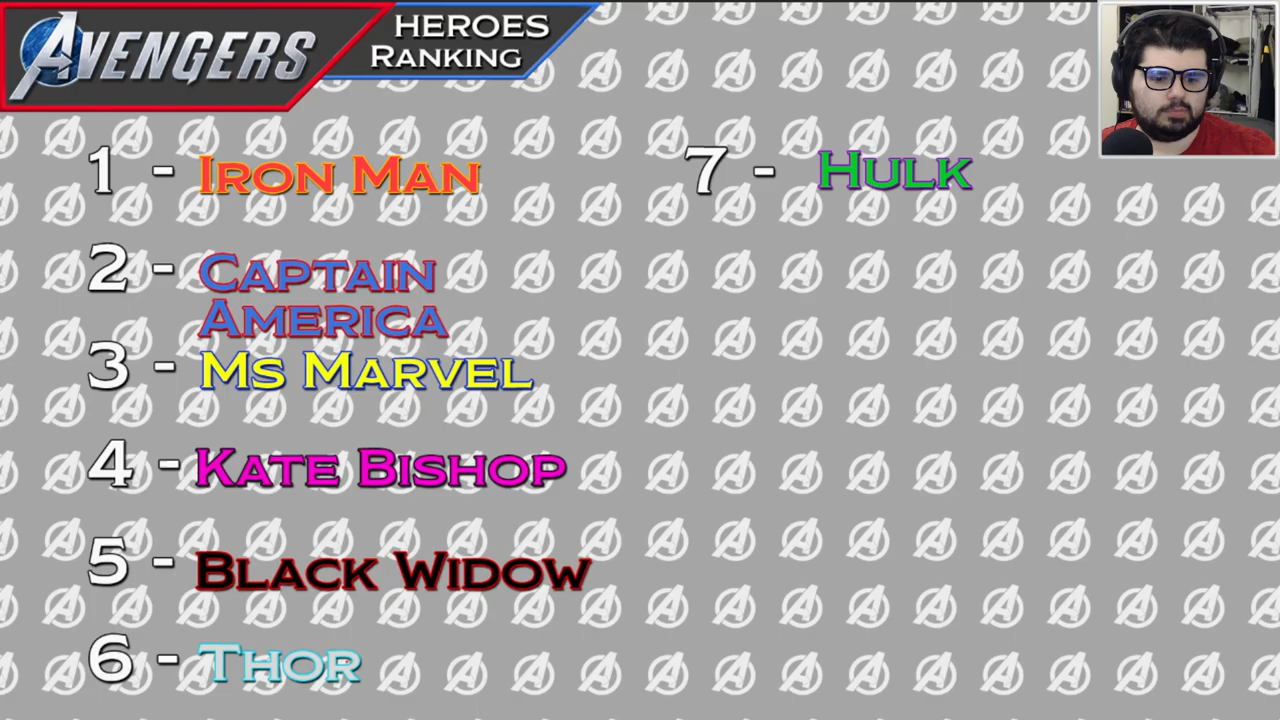 AVENGERS
HEROES
RANKING
1 - IRON MAN
2 - CAPTAIN
AMERICA
3 - MS MARVEL
4 - KATE BISHOP
5 - BLACK WIDOW
6 - THOR
7 - HULK